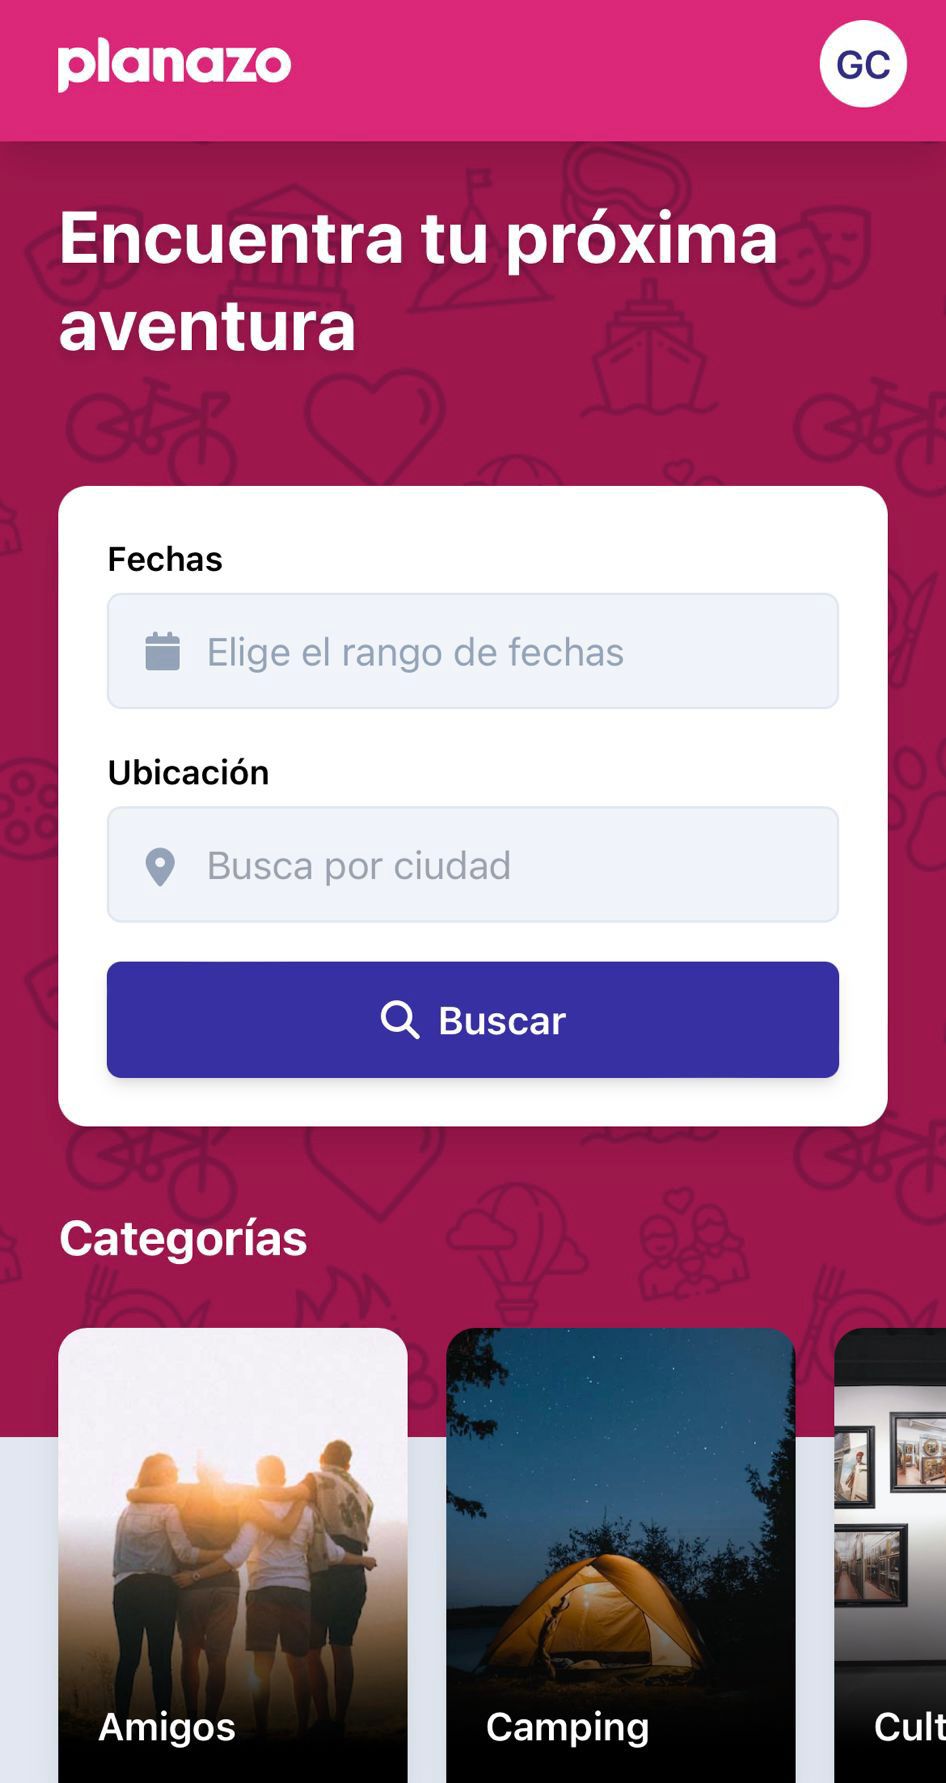 planazo
GC
Encuentra tu próxima
aventura
Fechas
Elige el rango de fechas
Ubicación
Busca por ciudad
Buscar
Categorías
Amigos
Camping
Cult